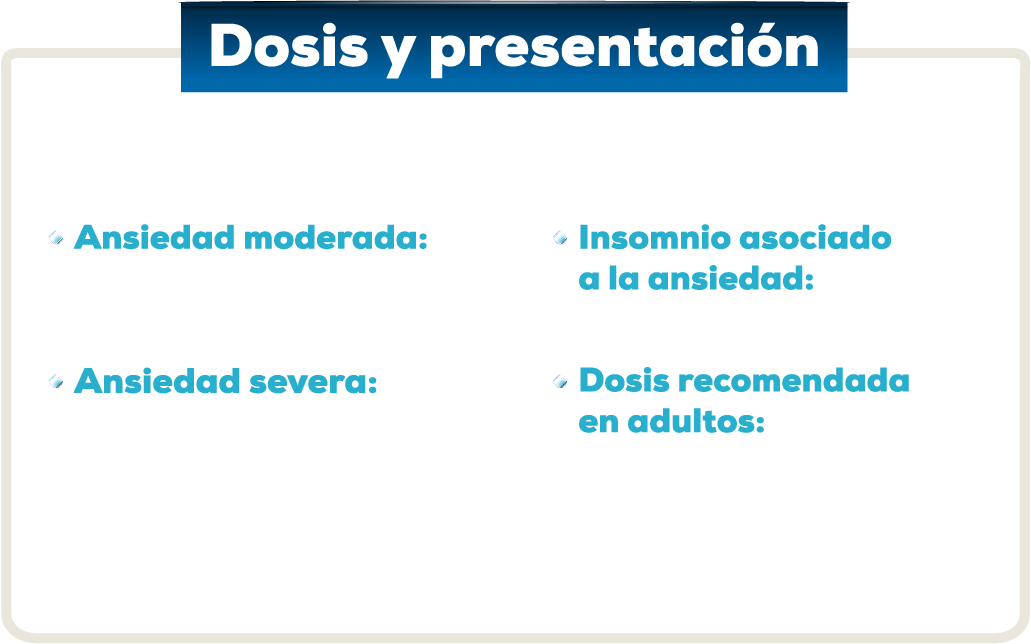 Dosis y presentación
Ansiedad moderada:
Insomnio asociado
a la ansiedad:
Ansiedad severa:
Dosis recomendada
en adultos: